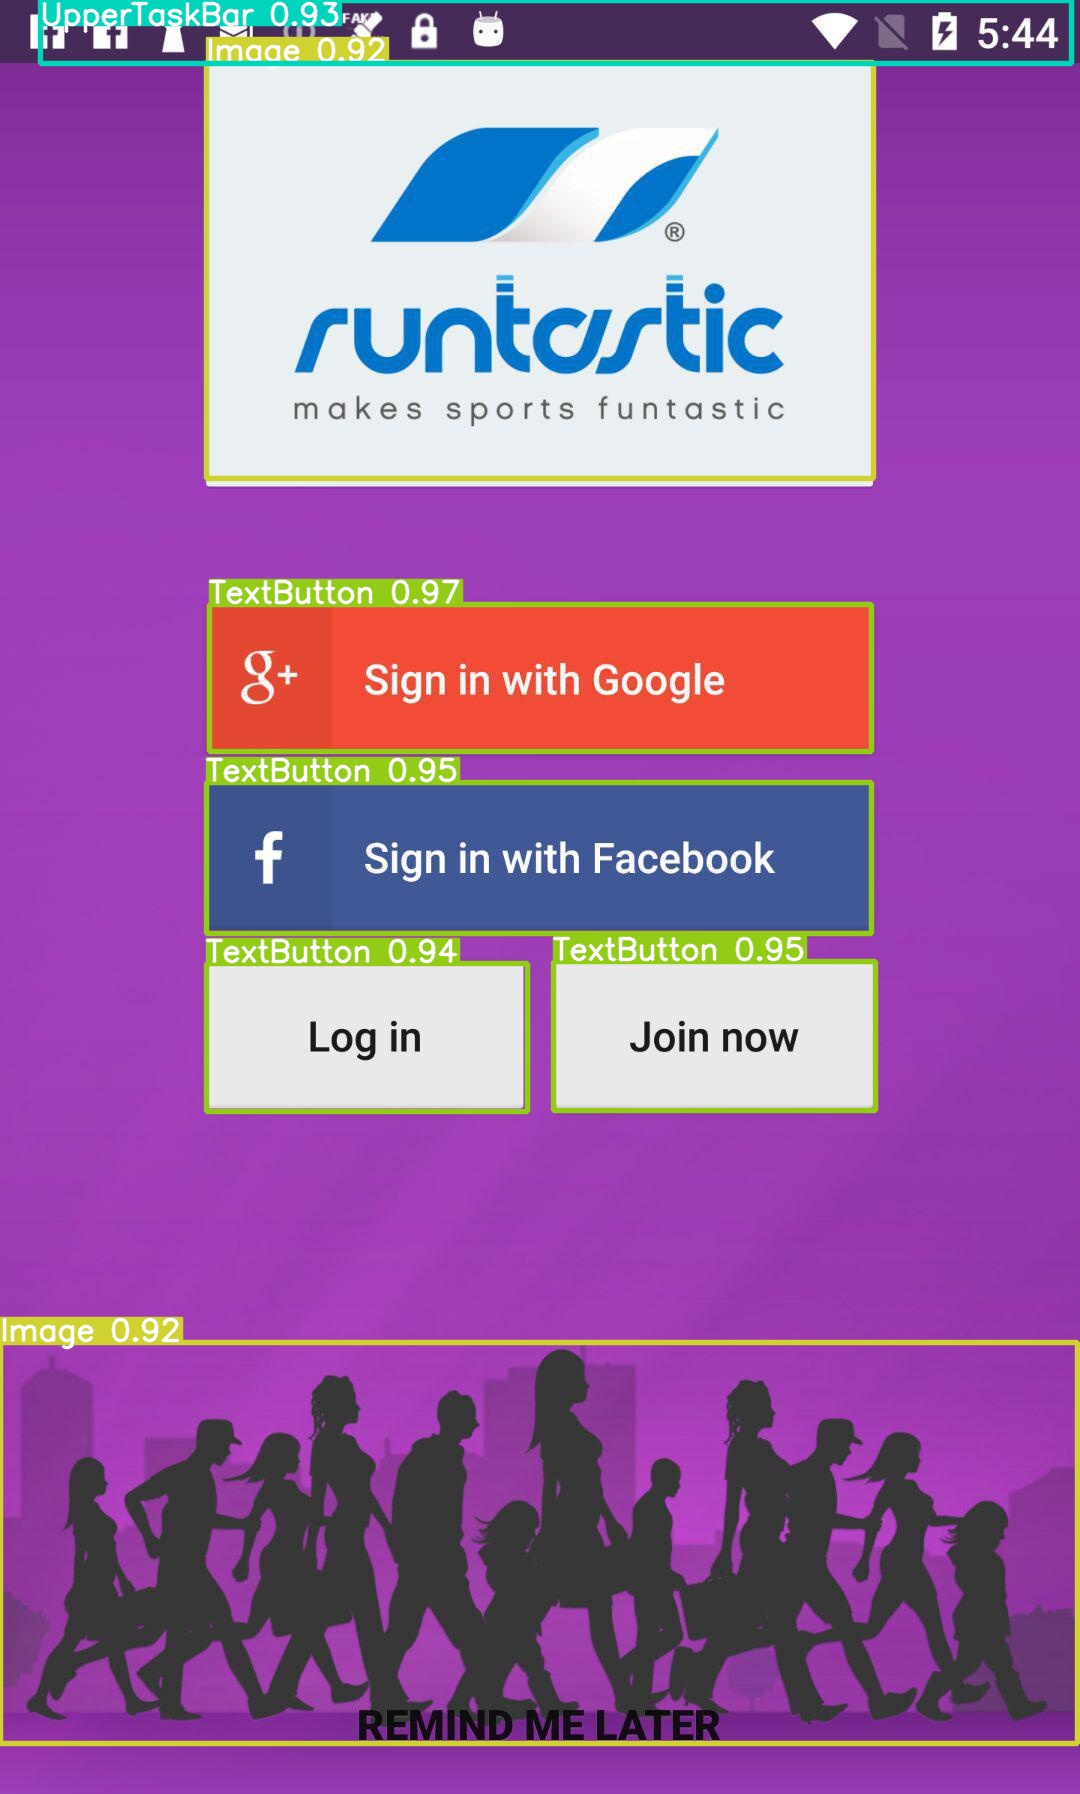 UpperTaskBar 0.93
FAKE
5:44
Image 0.92
®
runtastic
makes sports funtastic
TextButton 0.97
g+ Sign in with Google
TextButton 0.95
f Sign in with Facebook
TextButton 0.94 TextButton 0.95
Log in Join now
Image 0.92
REMIND ME LATER